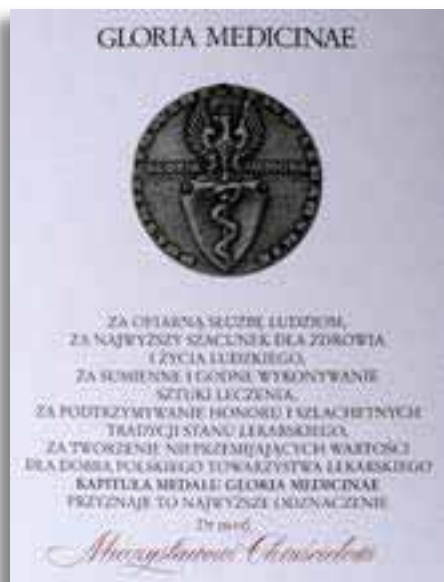 GLORIA MEDICINAE
ZA OFIARNĄ SŁUŻBĘ LUDZIOM,
ZA NAJWYŻSZY SZACUNEK DLA ZDROWIA
I ŻYCIA LUDZKIEGO,
ZA SUMIENNE I GODNE WYKONYWANIE
SZTUKI LECZENIA,
ZA PODTRZYMYWANIE HONORU I SZLACHETNYCH
TRADYCJI STANU LEKARSKIEGO,
ZA TWORZENIE NIEPRZEMIJAJĄCYCH WARTOŚCI
DLA DOBRA POLSKIEGO TOWARZYSTWA LEKARSKIEGO
KAPITUŁA MEDALU GLORIA MEDICINAE
PRZYZNAJE TO NAJWYŻSZE ODZNACZENIE
Dr med.
Mieczysławowi